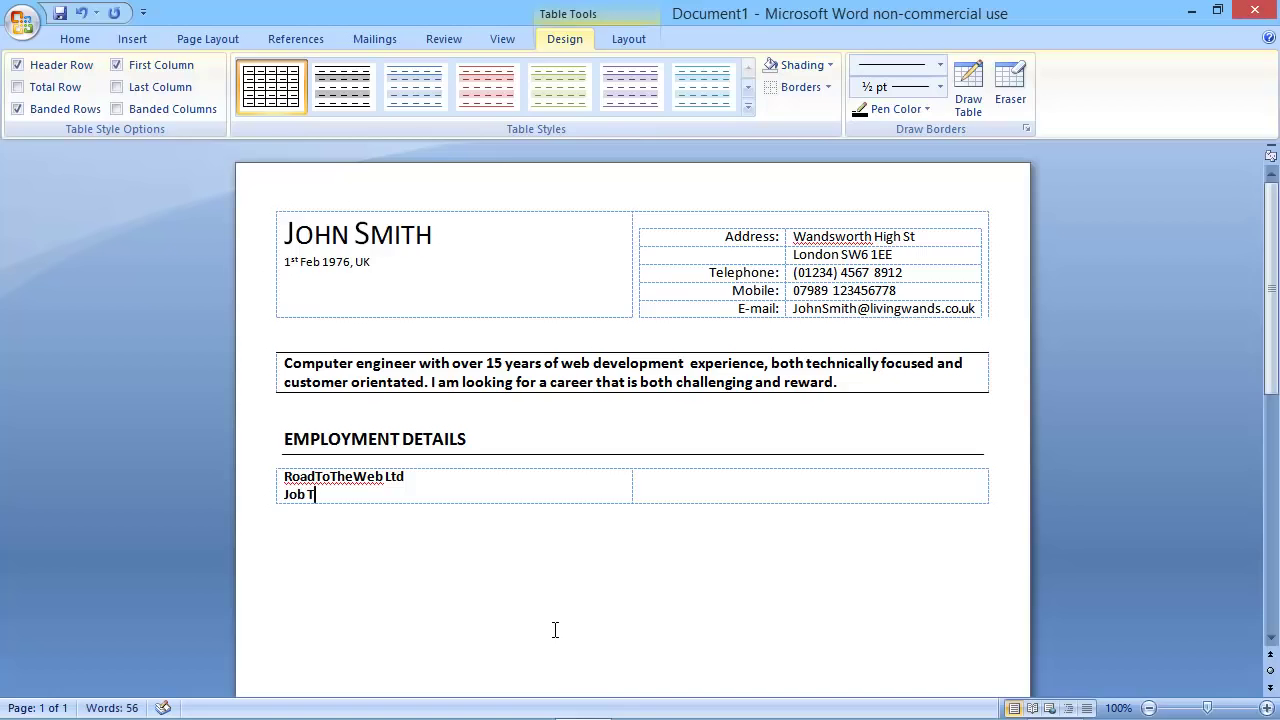 Table Tools
Document1 - Microsoft Word non-commercial use
Home Insert Page Layout References Mailings Review View Design Layout
Header Row First Column
Total Row Last Column
Banded Rows Banded Columns
Table Style Options
Table Styles
Shading
Borders
½ pt
Pen Color
Draw Table
Eraser
Draw Borders
JOHN SMITH
1st Feb 1976, UK
Address: Wandsworth High St
London SW6 1EE
Telephone: (01234) 4567 8912
Mobile: 07989 123456778
E-mail: JohnSmith@livingwands.co.uk
Computer engineer with over 15 years of web development experience, both technically focused and
customer orientated. I am looking for a career that is both challenging and reward.
EMPLOYMENT DETAILS
RoadToTheWeb Ltd
Job T
Page: 1 of 1 Words: 56 100%